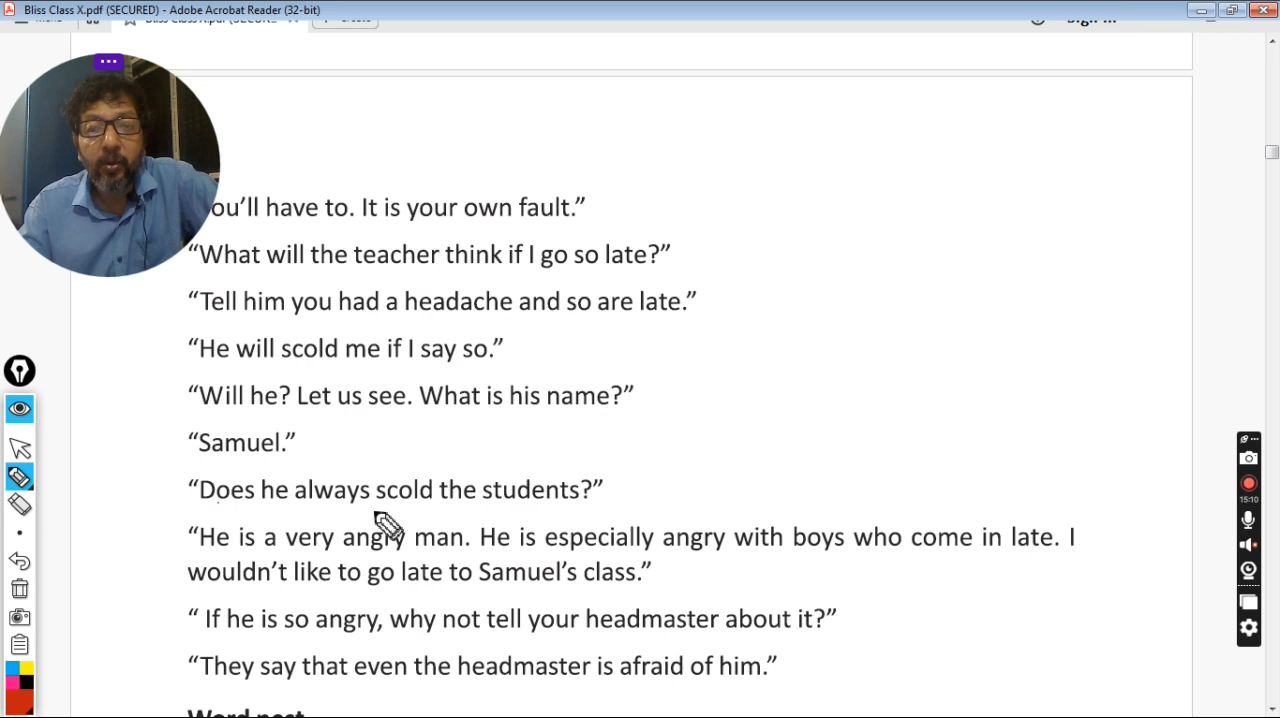 Bliss Class X.pdf (SECURED) - Adobe Acrobat Reader (32-bit)
ou’ll have to. It is your own fault.”
“What will the teacher think if I go so late?”
“Tell him you had a headache and so are late.”
“He will scold me if I say so.”
“Will he? Let us see. What is his name?”
“Samuel.”
“Does he always scold the students?”
“He is a very angry man. He is especially angry with boys who come in late. I
wouldn’t like to go late to Samuel’s class.”
“ If he is so angry, why not tell your headmaster about it?”
“They say that even the headmaster is afraid of him.”
Word nest
15:10